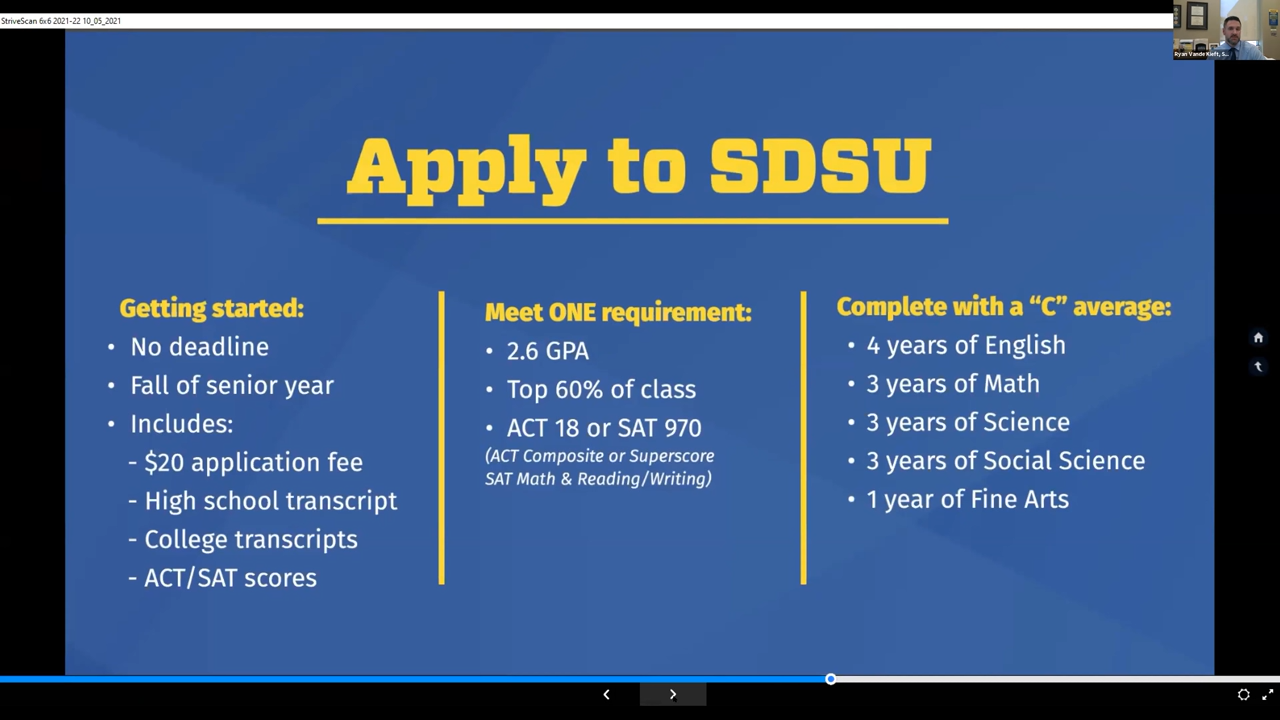 StriveScan 6x6 2021-22 10_05_2021
Ryan Vande Kieft, S...
Apply to SDSU
Getting started:
• No deadline
• Fall of senior year
• Includes:
- $20 application fee
- High school transcript
- College transcripts
- ACT/SAT scores
Meet ONE requirement:
• 2.6 GPA
• Top 60% of class
• ACT 18 or SAT 970
(ACT Composite or Superscore
SAT Math & Reading/Writing)
Complete with a “C” average:
• 4 years of English
• 3 years of Math
• 3 years of Science
• 3 years of Social Science
• 1 year of Fine Arts